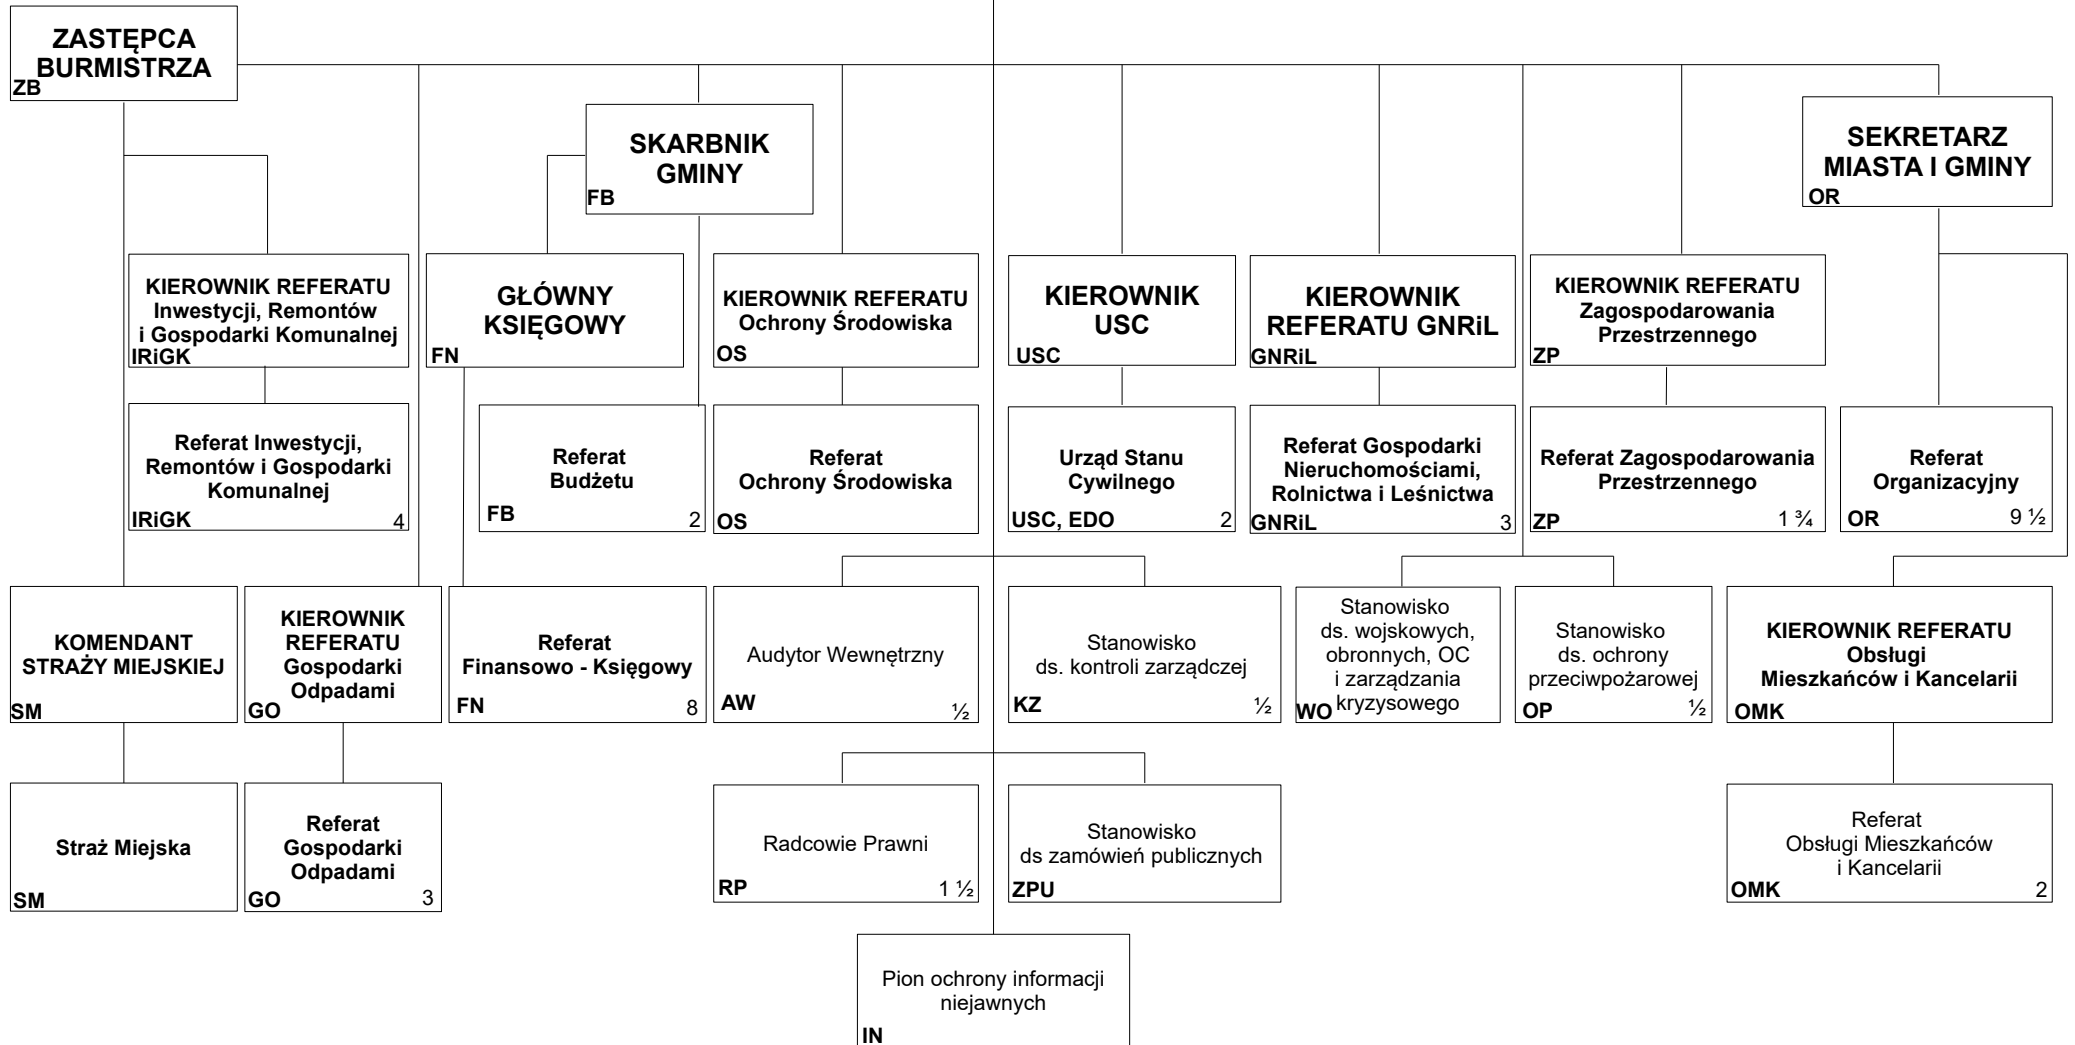 ZASTĘPCA
BURMISTRZA
ZB
SKARBNIK
GMINY
FB
SEKRETARZ
MIASTA I GMINY
OR
KIEROWNIK REFERATU
Inwestycji, Remontów
i Gospodarki Komunalnej
IRiGK
GŁÓWNY
KSIĘGOWY
FN
KIEROWNIK REFERATU
Ochrony Środowiska
OS
KIEROWNIK
USC
USC
KIEROWNIK
REFERATU GNRiL
GNRiL
KIEROWNIK REFERATU
Zagospodarowania
Przestrzennego
ZP
Referat Inwestycji,
Remontów i Gospodarki
Komunalnej
IRiGK 4
Referat
Budżetu
FB 2
Referat
Ochrony Środowiska
OS
Urząd Stanu
Cywilnego
USC, EDO 2
Referat Gospodarki
Nieruchomościami,
Rolnictwa i Leśnictwa
GNRiL 3
Referat Zagospodarowania
Przestrzennego
ZP 1 ¾
Referat
Organizacyjny
OR 9 ½
KOMENDANT
STRAŻY MIEJSKIEJ
SM
KIEROWNIK
REFERATU
Gospodarki
Odpadami
GO
Referat
Finansowo - Księgowy
FN 8
Audytor Wewnętrzny
AW ½
Stanowisko
ds. kontroli zarządczej
KZ ½
Stanowisko
ds. wojskowych,
obronnych, OC
i zarządzania
kryzysowego
WO
Stanowisko
ds. ochrony
przeciwpożarowej
OP ½
KIEROWNIK REFERATU
Obsługi
Mieszkańców i Kancelarii
OMK
Straż Miejska
SM
Referat
Gospodarki
Odpadami
GO 3
Radcowie Prawni
RP 1 ½
Stanowisko
ds zamówień publicznych
ZPU
Referat
Obsługi Mieszkańców
i Kancelarii
OMK 2
Pion ochrony informacji
niejawnych
IN